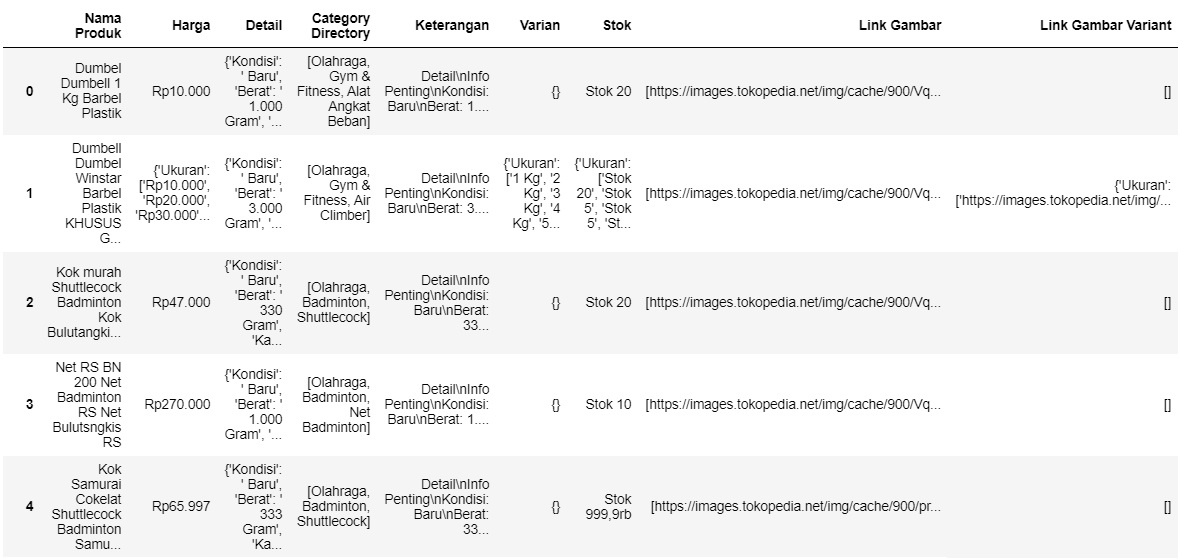 Nama Produk Harga Detail Category Directory Keterangan Varian Stok Link Gambar Link Gambar Variant
0 Dumbel Dumbell 1 Kg Barbel Plastik Rp10.000 {'Kondisi': ' Baru', 'Berat': ' 1.000 Gram', '... [Olahraga, Gym & Fitness, Alat Angkat Beban] Detail\nInfo Penting\nKondisi: Baru\nBerat: 1.... {} Stok 20 [https://images.tokopedia.net/img/cache/900/Vq... []
1 Dumbell Dumbel Winstar Barbel Plastik KHUSUS G... {'Ukuran': ['Rp10.000', 'Rp20.000', 'Rp30.000'... {'Kondisi': ' Baru', 'Berat': ' 3.000 Gram', '... [Olahraga, Gym & Fitness, Air Climber] Detail\nInfo Penting\nKondisi: Baru\nBerat: 3.... {'Ukuran': ['1 Kg', '2 Kg', '3 Kg', '4 Kg', '5... {'Ukuran': ['Stok 20', 'Stok 5', 'Stok 5', 'St... [https://images.tokopedia.net/img/cache/900/Vq... {'Ukuran': ['https://images.tokopedia.net/img/...
2 Kok murah Shuttlecock Badminton Kok Bulutangki... Rp47.000 {'Kondisi': ' Baru', 'Berat': ' 330 Gram', 'Ka... [Olahraga, Badminton, Shuttlecock] Detail\nInfo Penting\nKondisi: Baru\nBerat: 33... {} Stok 20 [https://images.tokopedia.net/img/cache/900/Vq... []
3 Net RS BN 200 Net Badminton RS Net Bulutsngkis RS Rp270.000 {'Kondisi': ' Baru', 'Berat': ' 1.000 Gram', '... [Olahraga, Badminton, Net Badminton] Detail\nInfo Penting\nKondisi: Baru\nBerat: 1.... {} Stok 10 [https://images.tokopedia.net/img/cache/900/Vq... []
4 Kok Samurai Cokelat Shuttlecock Badminton Samu... Rp65.997 {'Kondisi': ' Baru', 'Berat': ' 333 Gram', 'Ka... [Olahraga, Badminton, Shuttlecock] Detail\nInfo Penting\nKondisi: Baru\nBerat: 33... {} Stok 999,9rb [https://images.tokopedia.net/img/cache/900/pr... []